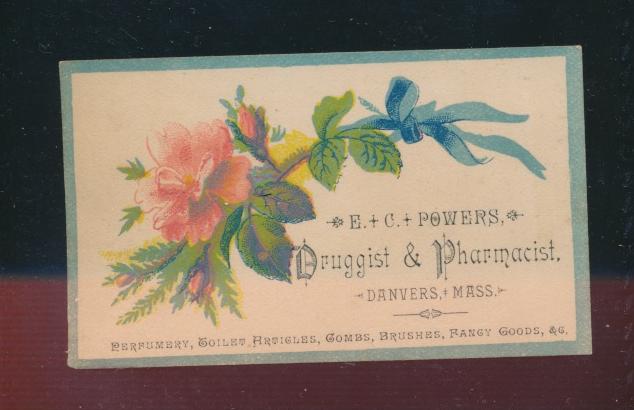 E. C. POWERS,
Druggist & Pharmacist,
DANVERS, MASS.
PERFUMERY, TOILET ARTICLES, COMBS, BRUSHES, FANCY GOODS, &C.